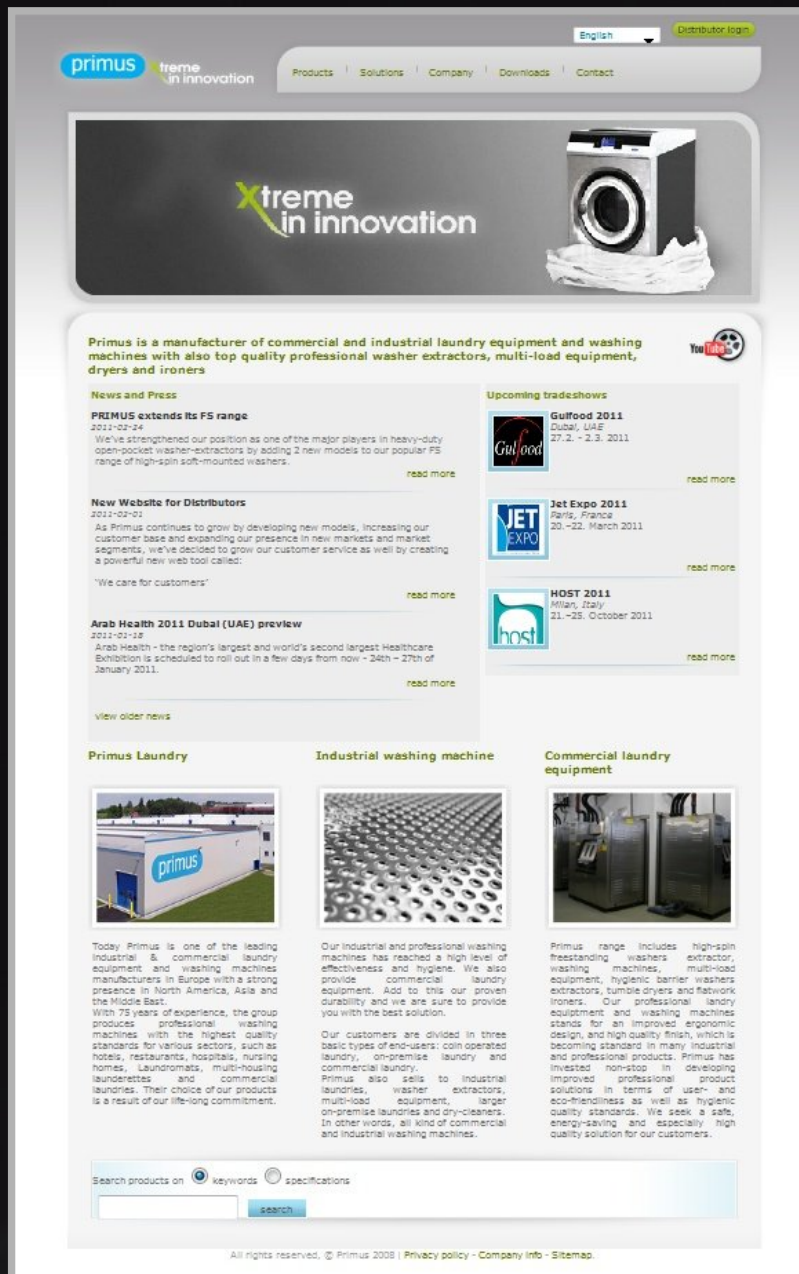 English
Distributor login
primus
Xtreme
in innovation
Products
Solutions
Company
Downloads
Contact
Xtreme
in innovation
Primus is a manufacturer of commercial and industrial laundry equipment and washing
machines with also top quality professional washer extractors, multi-load equipment,
dryers and ironers
You Tube
News and Press
PRIMUS extends its FS range
2011-02-24
We've strengthened our position as one of the major players in heavy-duty
open-pocket washer-extractors by adding 2 new models to our popular FS
range of high-spin soft-mounted washers.
read more
New Website for Distributors
2011-02-01
As Primus continues to grow by developing new models, increasing our
customer base and expanding our presence in new markets and market
segments, we've decided to grow our customer service as well by creating
a powerful new web tool called:
"We care for customers"
read more
Arab Health 2011 Dubai (UAE) preview
2011-01-18
Arab Health - the region's largest and world's second largest Healthcare
Exhibition is scheduled to roll out in a few days from now - 24th – 27th of
January 2011.
read more
view older news
Upcoming tradeshows
Gulfood
Gulfood 2011
Dubai, UAE
27.2. - 2.3. 2011
read more
JET
EXPO
Jet Expo 2011
Paris, France
20.–22. March 2011
read more
host
HOST 2011
Milan, Italy
21.–25. October 2011
read more
Primus Laundry
primus
Today Primus is one of the leading
industrial & commercial laundry
equipment and washing machines
manufacturers in Europe with a strong
presence in North America, Asia and
the Middle East.
With 75 years of experience, the group
produces professional washing
machines with the highest quality
standards for various sectors, such as
hotels, restaurants, hospitals, nursing
homes, Laundromats, multi-housing
launderettes and commercial
laundries. Their choice of our products
is a result of our life-long commitment.
Industrial washing machine
Our industrial and professional washing
machines has reached a high level of
effectiveness and hygiene. We also
provide commercial laundry
equipment. Add to this our proven
durability and we are sure to provide
you with the best solution.
Our customers are divided in three
basic types of end-users: coin operated
laundry, on-premise laundry and
commercial laundry.
Primus also sells to industrial
laundries, washer extractors,
multi-load equipment, larger
on-premise laundries and dry-cleaners.
In other words, all kind of commercial
and industrial washing machines.
Commercial laundry
equipment
Primus range includes high-spin
freestanding washers extractor,
washing machines, multi-load
equipment, hygienic barrier washers
extractors, tumble dryers and flatwork
ironers. Our professional landry
equiptment and washing machines
stands for an improved ergonomic
design, and high quality finish, which is
becoming standard in many industrial
and professional products. Primus has
invested non-stop in developing
improved professional product
solutions in terms of user- and
eco-friendliness as well as hygienic
quality standards. We seek a safe,
energy-saving and especially high
quality solution for our customers.
Search products on keywords specifications
search
All rights reserved, © Primus 2008 | Privacy policy - Company info - Sitemap.